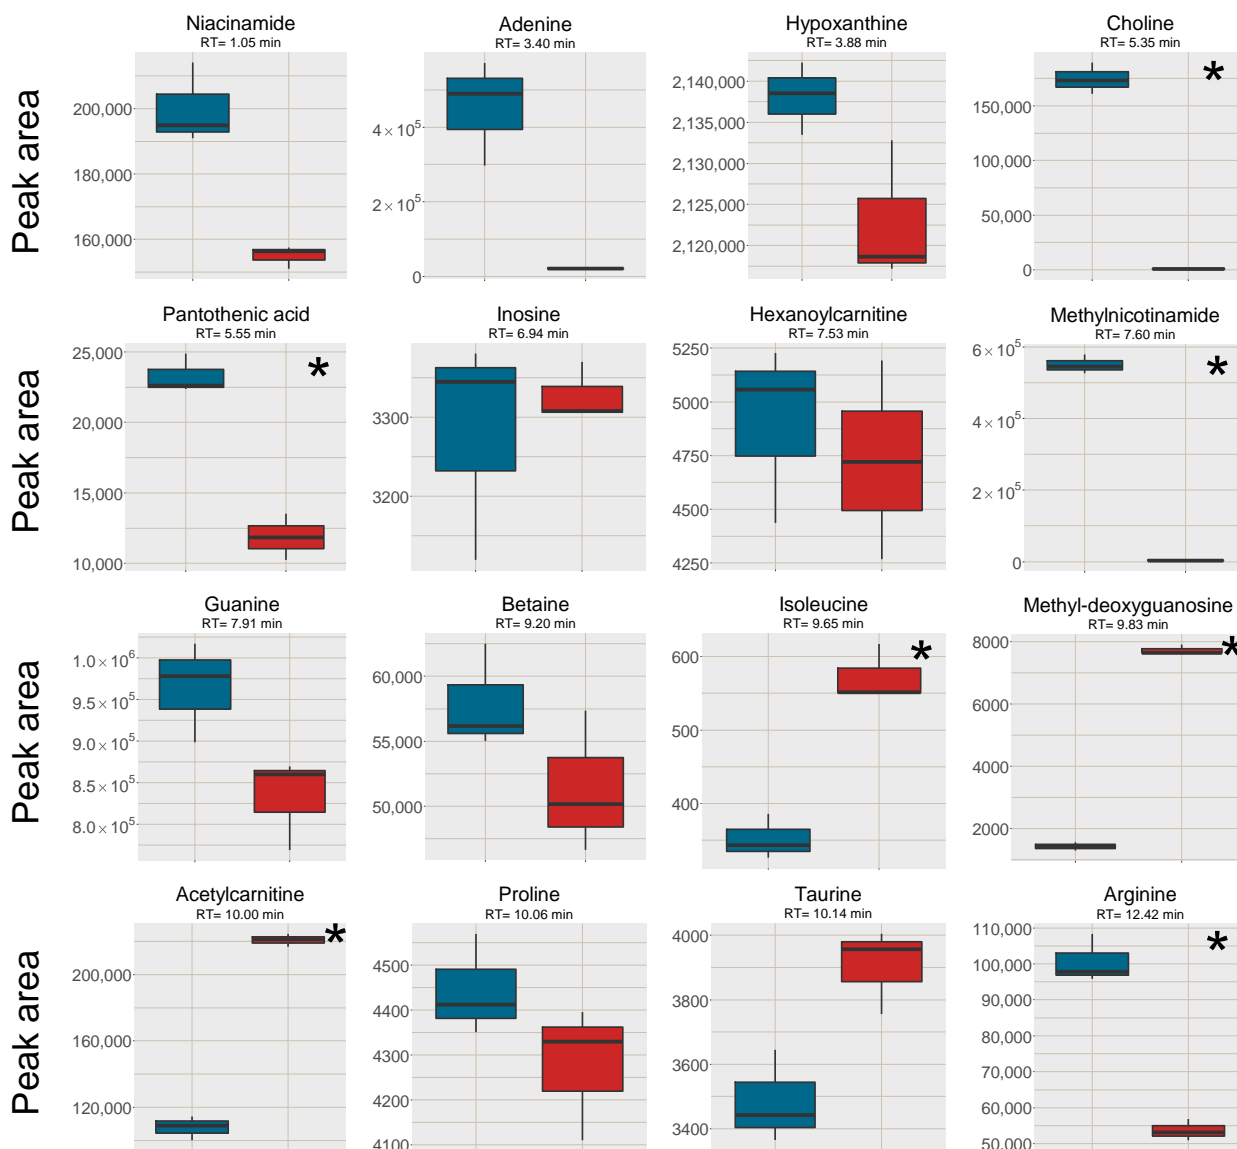 Niacinamide
RT= 1.05 min
Adenine
RT= 3.40 min
Hypoxanthine
RT= 3.88 min
Choline
RT= 5.35 min
Peak area
200,000
180,000
160,000
4 × 10⁵
2 × 10⁵
0
2,140,000
2,135,000
2,130,000
2,125,000
2,120,000
*
150,000
100,000
50,000
0
Pantothenic acid
RT= 5.55 min
Inosine
RT= 6.94 min
Hexanoylcarnitine
RT= 7.53 min
Methylnicotinamide
RT= 7.60 min
Peak area
25,000
20,000
15,000
10,000
*
3300
3200
5250
5000
4750
4500
4250
6 × 10⁵
4 × 10⁵
2 × 10⁵
0
*
Guanine
RT= 7.91 min
Betaine
RT= 9.20 min
Isoleucine
RT= 9.65 min
Methyl-deoxyguanosine
RT= 9.83 min
Peak area
1.0 × 10⁶
9.5 × 10⁵
9.0 × 10⁵
8.5 × 10⁵
8.0 × 10⁵
60,000
55,000
50,000
600
500
400
*
8000
6000
4000
2000
*
Acetylcarnitine
RT= 10.00 min
Proline
RT= 10.06 min
Taurine
RT= 10.14 min
Arginine
RT= 12.42 min
Peak area
200,000
160,000
120,000
*
4500
4400
4300
4200
4100
4000
3800
3600
3400
110,000
100,000
90,000
80,000
70,000
60,000
50,000
*